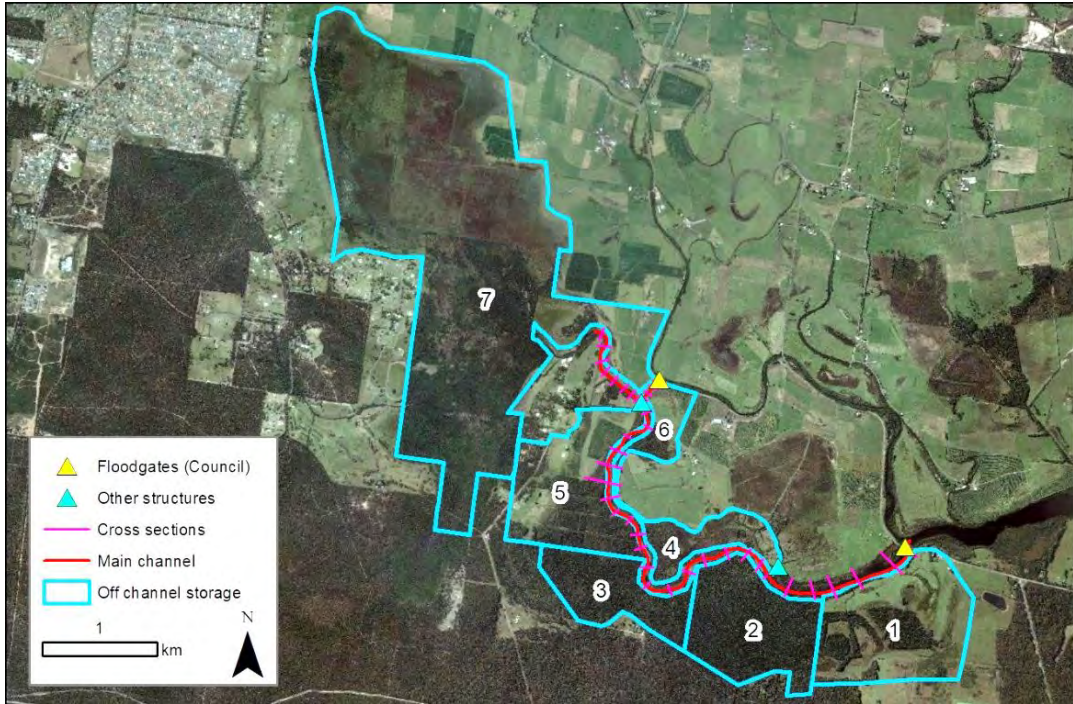 7
6
5
4
3
2
1
Floodgates (Council)
Other structures
Cross sections
Main channel
Off channel storage
1
km
N